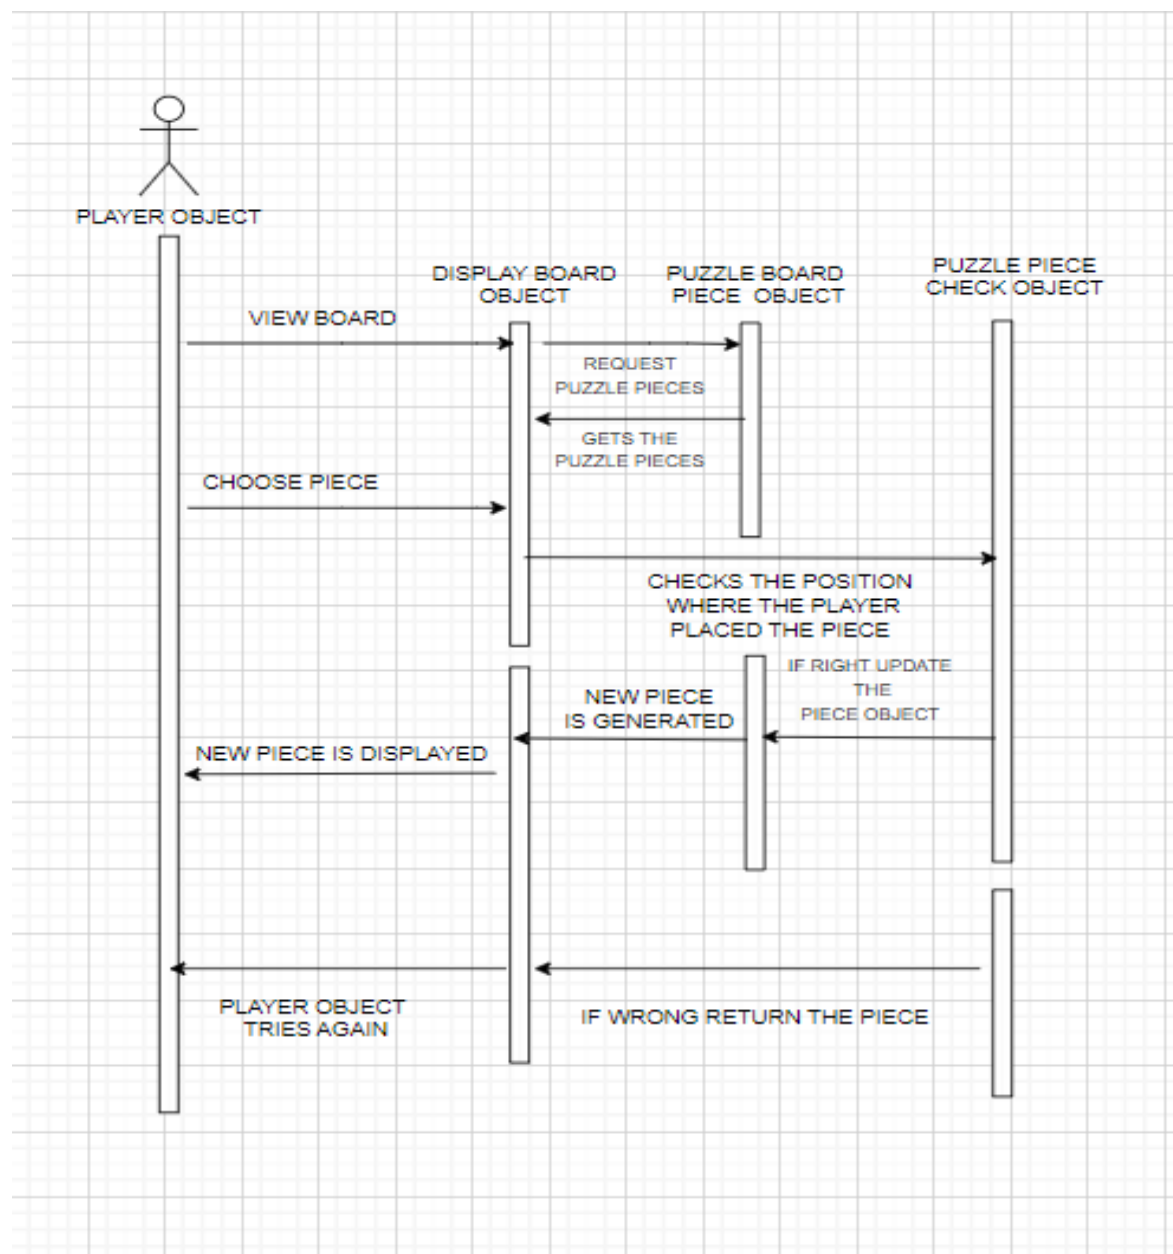 PLAYER OBJECT
DISPLAY BOARD
OBJECT
PUZZLE BOARD
PIECE OBJECT
PUZZLE PIECE
CHECK OBJECT
VIEW BOARD
REQUEST
PUZZLE PIECES
GETS THE
PUZZLE PIECES
CHOOSE PIECE
CHECKS THE POSITION
WHERE THE PLAYER
PLACED THE PIECE
IF RIGHT UPDATE
THE
PIECE OBJECT
NEW PIECE
IS GENERATED
NEW PIECE IS DISPLAYED
PLAYER OBJECT
TRIES AGAIN
IF WRONG RETURN THE PIECE